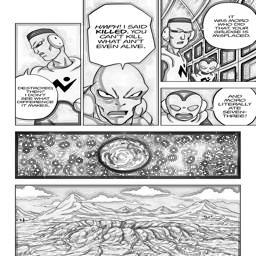 IT
WAS MORO
WHO DID
THAT. YOUR
GRUDGE IS
MISPLACED.
HMPH! I SAID
KILLED. YOU
CAN'T KILL
WHAT AIN'T
EVEN ALIVE.
DESTROYED,
THEN?
I DON'T
SEE WHAT
DIFFERENCE
IT MAKES.
AND
MORO
LITERALLY
ATE
SEVEN-
THREE!